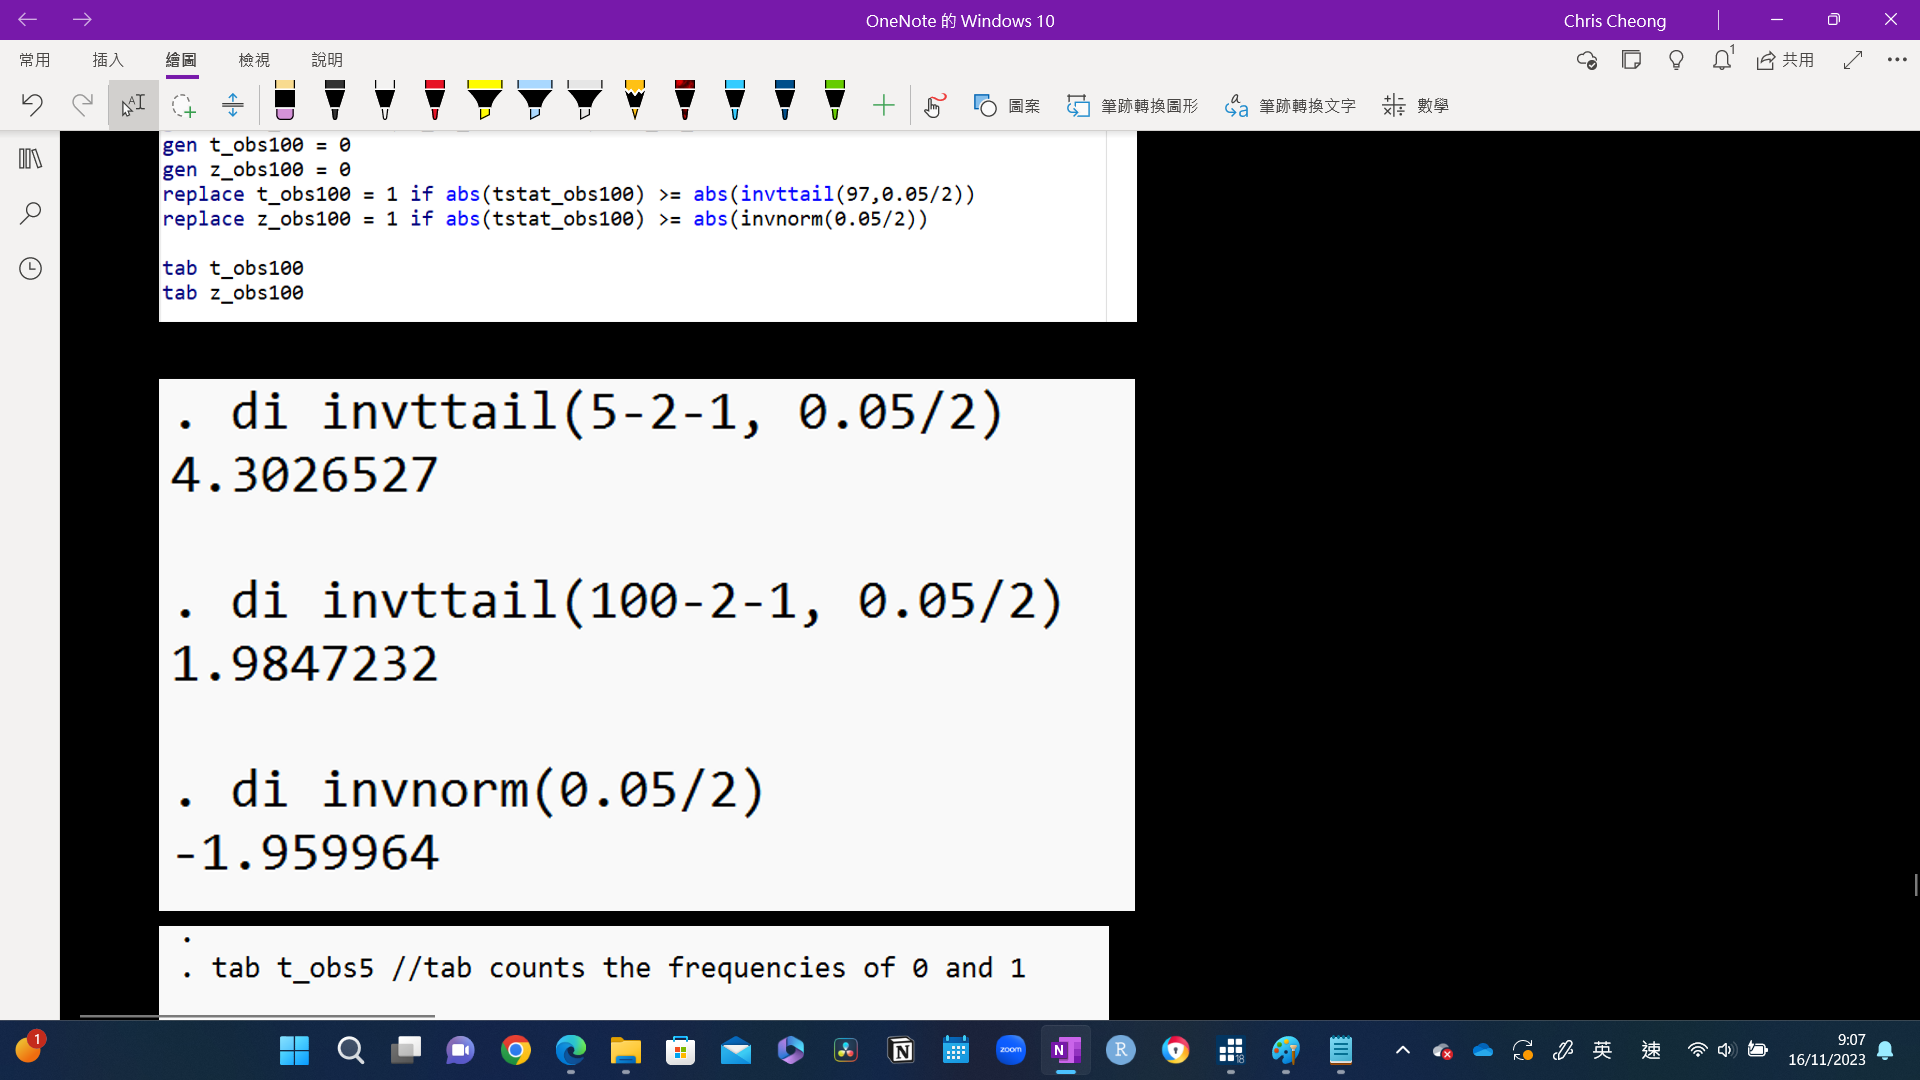 OneNote 的 Windows 10
Chris Cheong
常用 插入 繪圖 檢視 說明
1
共用
圖案 筆跡轉換圖形 筆跡轉換文字 數學
gen t_obs100 = 0
gen z_obs100 = 0
replace t_obs100 = 1 if abs(tstat_obs100) >= abs(invttail(97,0.05/2))
replace z_obs100 = 1 if abs(tstat_obs100) >= abs(invnorm(0.05/2))
tab t_obs100
tab z_obs100
. di invttail(5-2-1, 0.05/2)
4.3026527
. di invttail(100-2-1, 0.05/2)
1.9847232
. di invnorm(0.05/2)
-1.959964
.
. tab t_obs5 //tab counts the frequencies of 0 and 1
1
zoom
N
R
18
英
速
9:07
16/11/2023